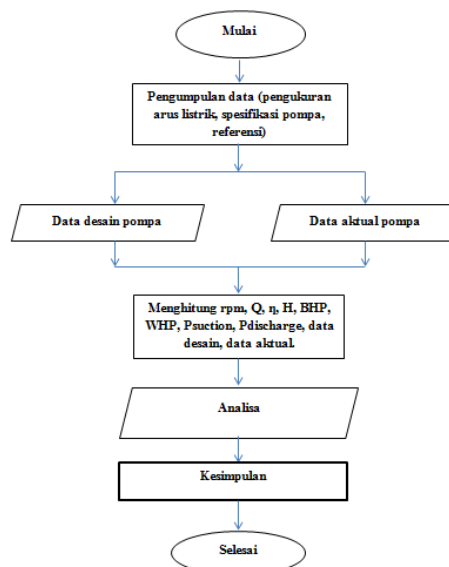 Mulai
Pengumpulan data (pengukuran
arus listrik, spesifikasi pompa,
referensi)
Data desain pompa
Data aktual pompa
Menghitung rpm, Q, η, H, BHP,
WHP, Psuction, Pdischarge, data
desain, data aktual.
Analisa
Kesimpulan
Selesai